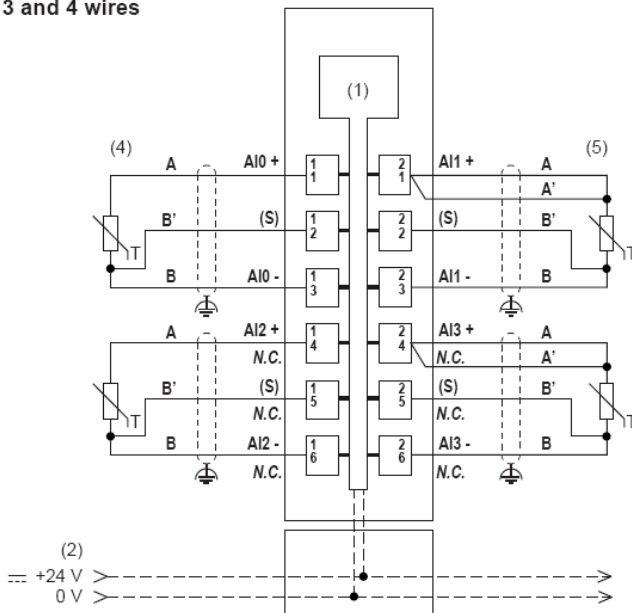 3 and 4 wires
(1)
(4)
(5)
A AI0 + 1 1 2 1 AI1 + A
A'
B' (S) 1 2 2 2 (S) B'
T T
B AI0 - 1 3 2 3 AI1 - B
A AI2 + 1 4 2 4 AI3 + A
N.C. N.C. A'
B' (S) 1 5 2 5 (S) B'
N.C. N.C.
T T
B AI2 - 1 6 2 6 AI3 - B
N.C. N.C.
(2)
+24 V
0 V